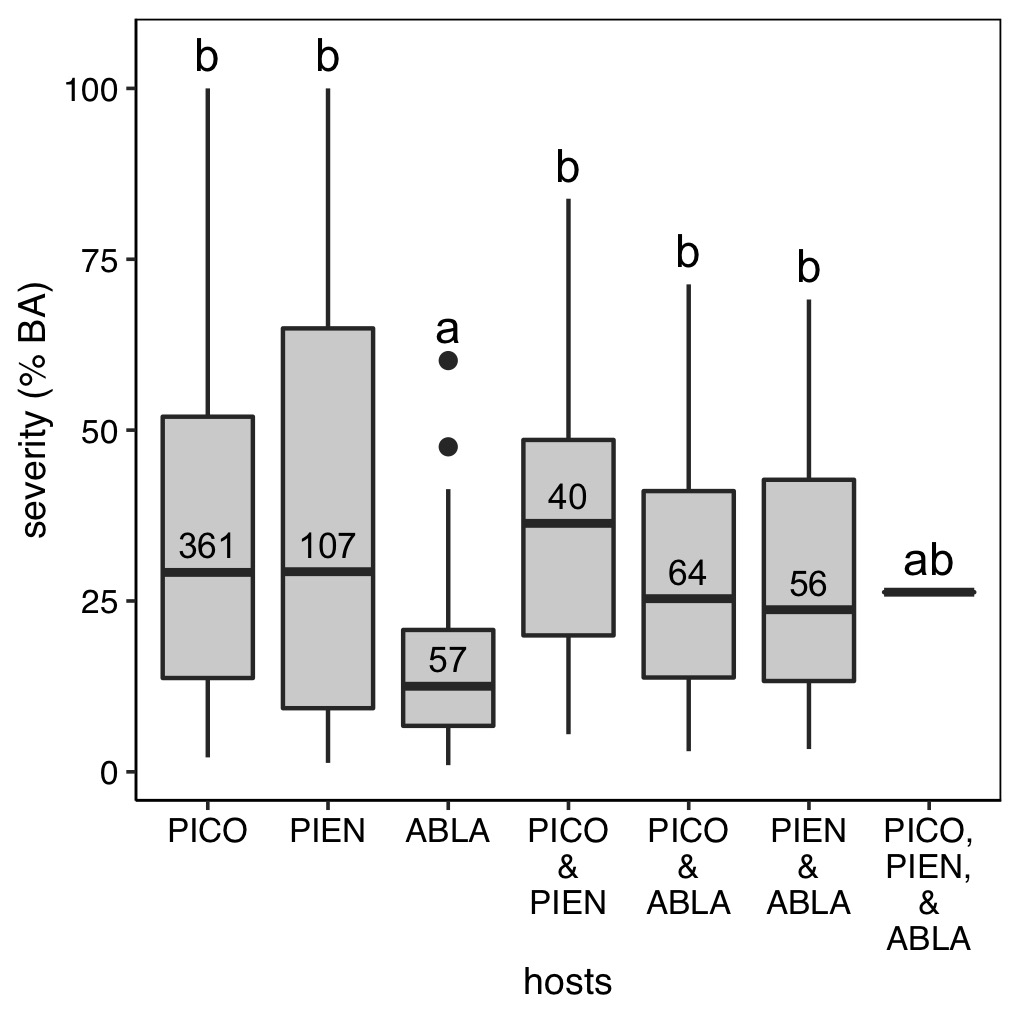 b
b
100
b
b
b
75
a
50
40
361
107
ab
64
56
25
57
0
severity (% BA)
PICO
PIEN
ABLA
PICO
&
PIEN
PICO
&
ABLA
PIEN
&
ABLA
PICO,
PIEN,
&
ABLA
hosts